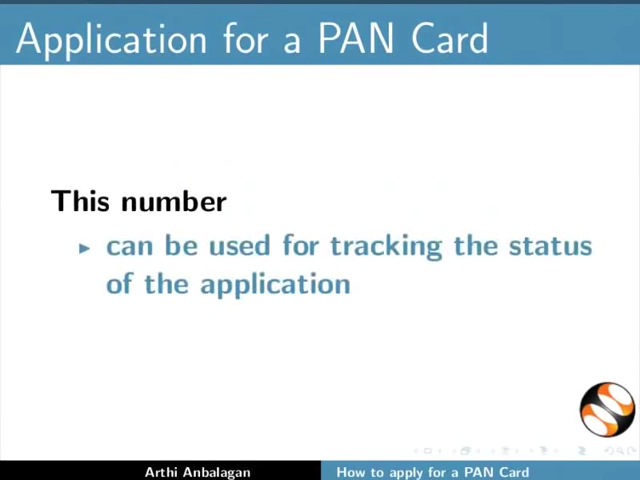 Application for a PAN Card
This number
can be used for tracking the status
of the application
Arthi Anbalagan
How to apply for a PAN Card